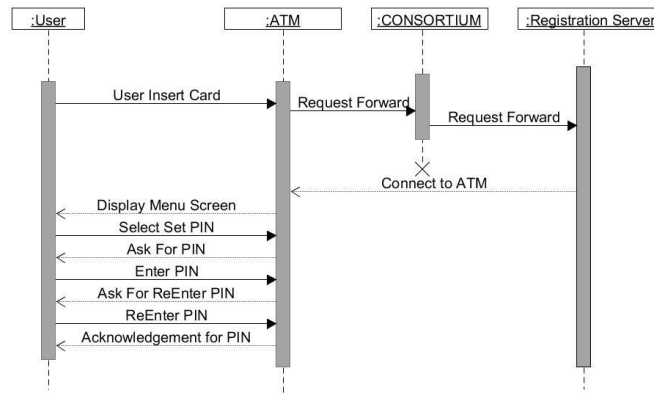 :User
:ATM
:CONSORTIUM
:Registration Server
User Insert Card
Request Forward
Request Forward
Connect to ATM
Display Menu Screen
Select Set PIN
Ask For PIN
Enter PIN
Ask For ReEnter PIN
ReEnter PIN
Acknowledgement for PIN